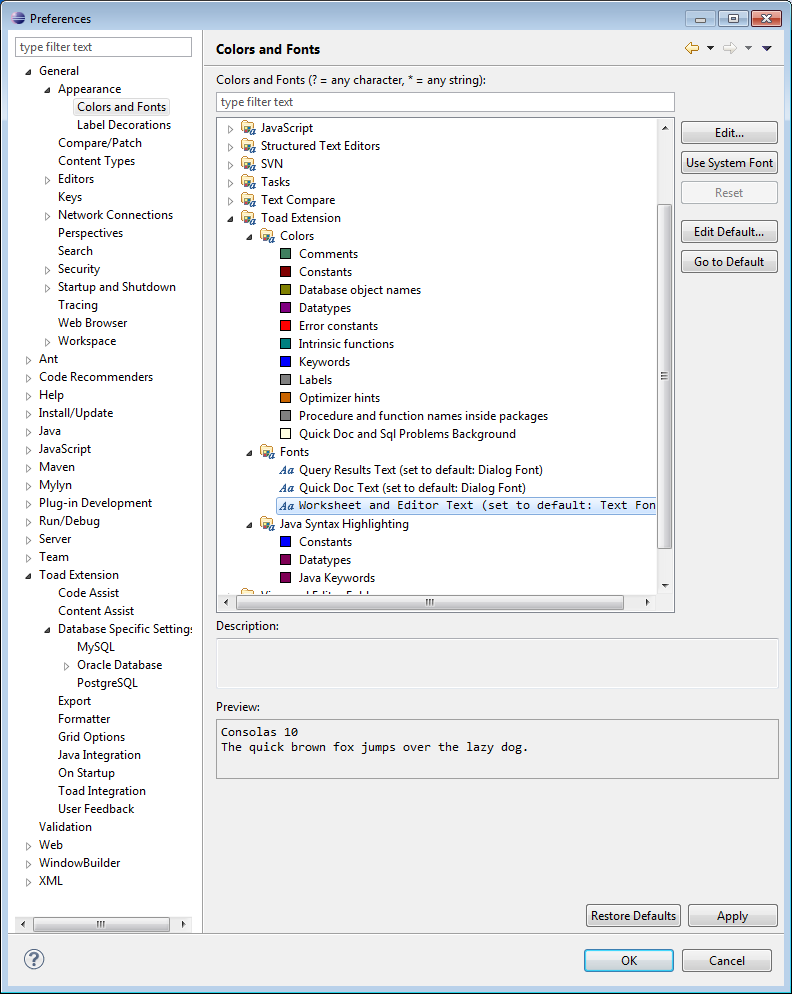 Preferences
type filter text
General
Appearance
Colors and Fonts
Label Decorations
Compare/Patch
Content Types
Editors
Keys
Network Connections
Perspectives
Search
Security
Startup and Shutdown
Tracing
Web Browser
Workspace
Ant
Code Recommenders
Help
Install/Update
Java
JavaScript
Maven
Mylyn
Plug-in Development
Run/Debug
Server
Team
Toad Extension
Code Assist
Content Assist
Database Specific Settings
MySQL
Oracle Database
PostgreSQL
Export
Formatter
Grid Options
Java Integration
On Startup
Toad Integration
User Feedback
Validation
Web
WindowBuilder
XML
Colors and Fonts
Colors and Fonts (? = any character, * = any string):
type filter text
JavaScript
Structured Text Editors
SVN
Tasks
Text Compare
Toad Extension
Colors
Comments
Constants
Database object names
Datatypes
Error constants
Intrinsic functions
Keywords
Labels
Optimizer hints
Procedure and function names inside packages
Quick Doc and Sql Problems Background
Fonts
Aa Query Results Text (set to default: Dialog Font)
Aa Quick Doc Text (set to default: Dialog Font)
Aa Worksheet and Editor Text (set to default: Text Fon
Java Syntax Highlighting
Constants
Datatypes
Java Keywords
Edit...
Use System Font
Reset
Edit Default...
Go to Default
Description:
Preview:
Consolas 10
The quick brown fox jumps over the lazy dog.
Restore Defaults
Apply
?
OK
Cancel